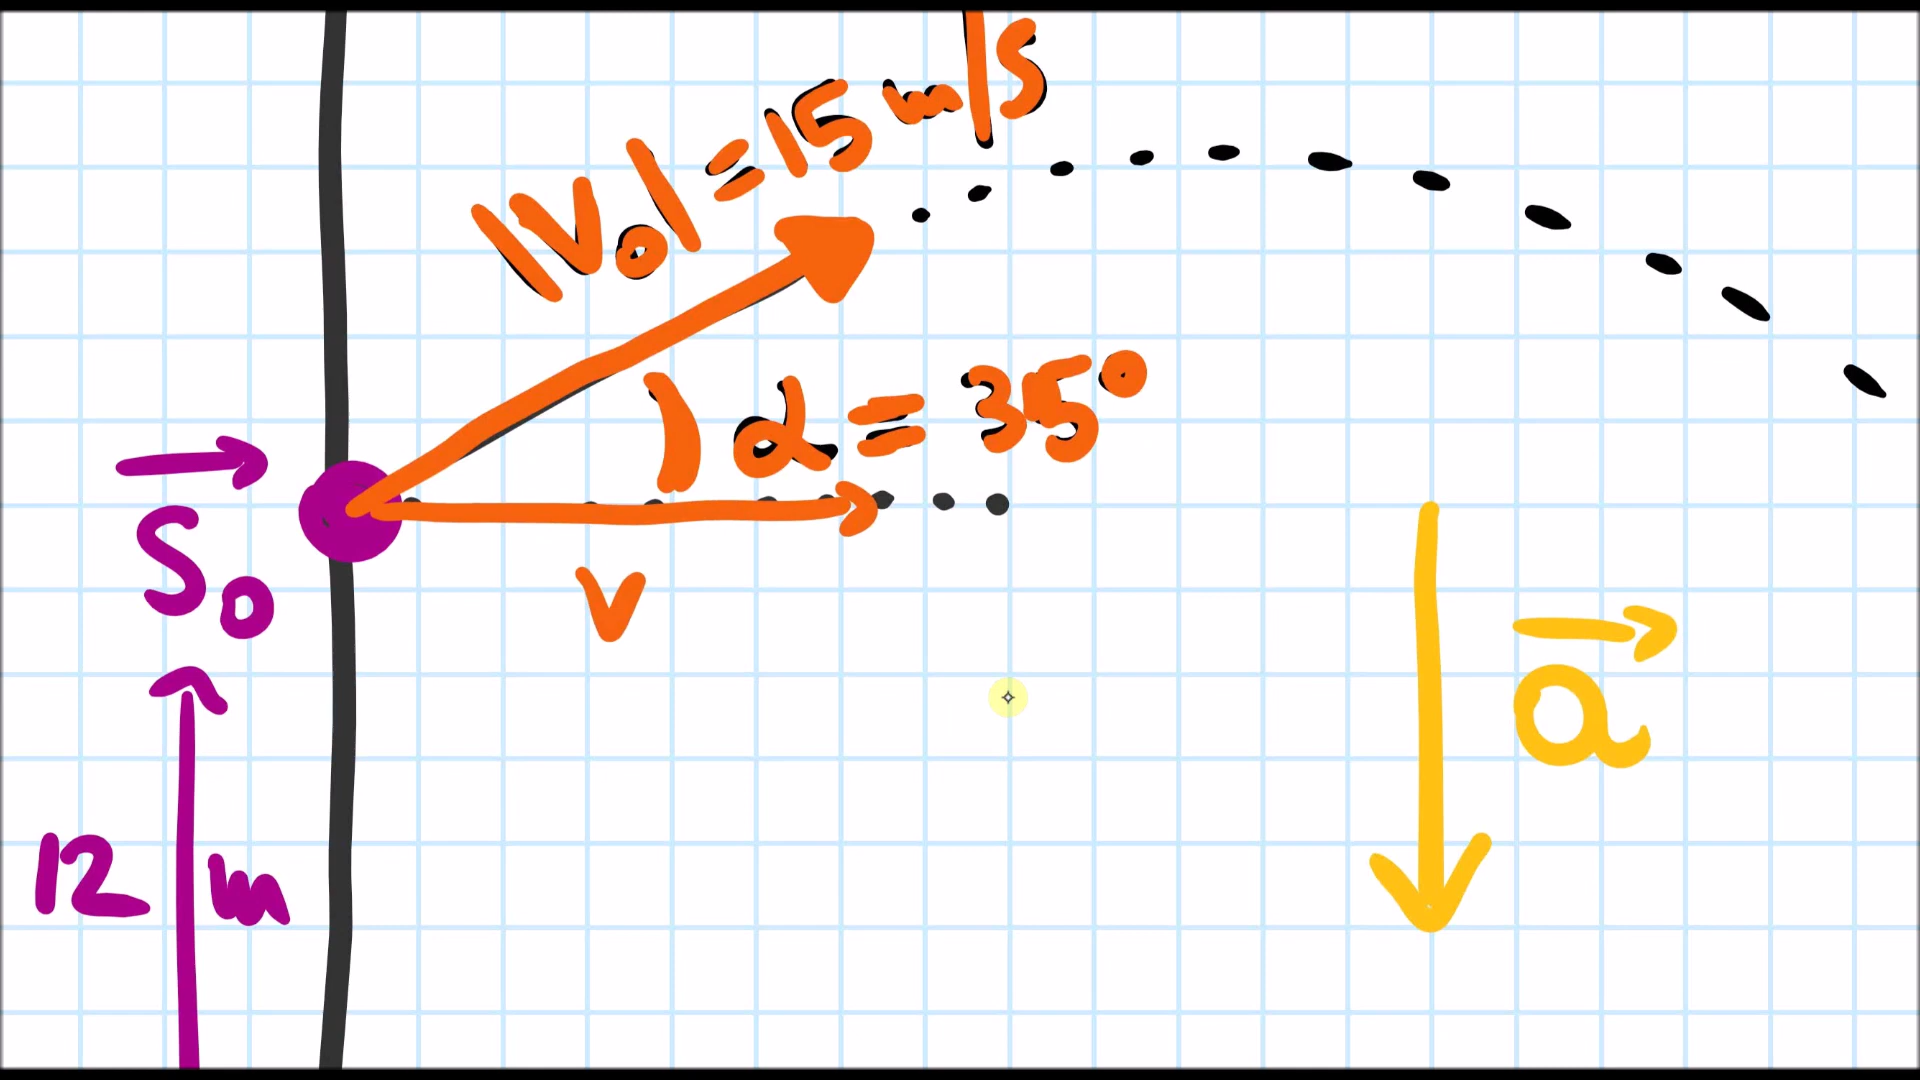 |V₀| = 15 m/s
α = 35°
S₀
V
a
12 m